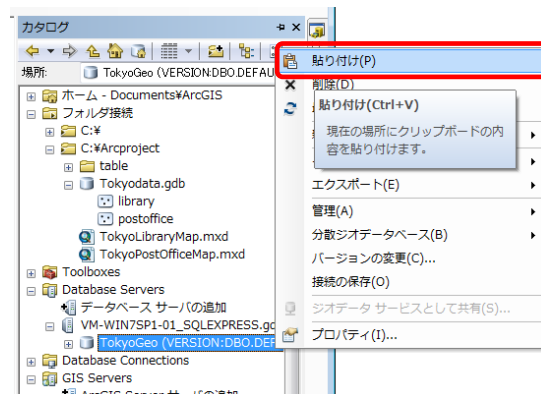 カタログ
場所: TokyoGeo (VERSION:DBO.DEFAU
ホーム - Documents¥ArcGIS
フォルダ接続
C:¥
C:¥Arcproject
table
Tokyodata.gdb
library
postoffice
TokyoLibraryMap.mxd
TokyoPostOfficeMap.mxd
Toolboxes
Database Servers
データベース サーバの追加
VM-WIN7SP1-01_SQLEXPRESS.gd
TokyoGeo (VERSION:DBO.DEF
Database Connections
GIS Servers
貼り付け(P)
削除(D)
貼り付け(Ctrl+V)
現在の場所にクリップボードの内
容を貼り付けます。
エクスポート(E)
管理(A)
分散ジオデータベース(B)
バージョンの変更(C)...
接続の保存(O)
ジオデータ サービスとして共有(S)...
プロパティ(I)...